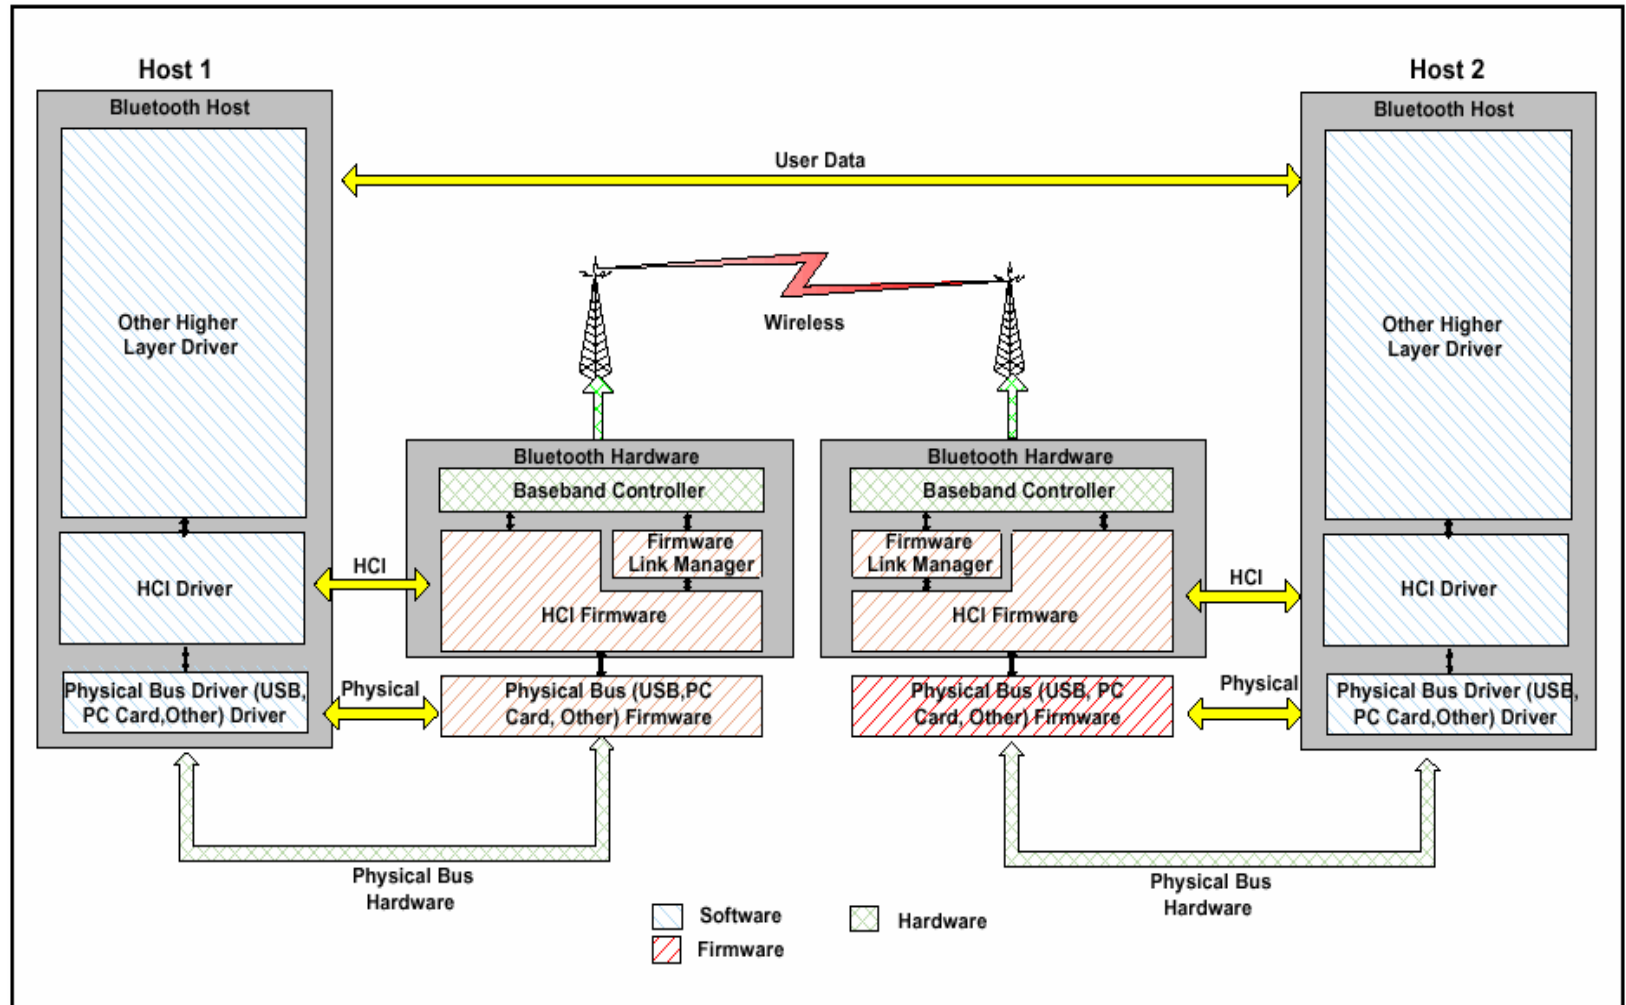 Host 1
Host 2
Bluetooth Host
Bluetooth Host
User Data
Wireless
Other Higher
Layer Driver
Other Higher
Layer Driver
Bluetooth Hardware
Baseband Controller
Bluetooth Hardware
Baseband Controller
Firmware
Link Manager
Firmware
Link Manager
HCI
HCI
HCI Driver
HCI Firmware
HCI Firmware
HCI Driver
Physical Bus Driver (USB,
PC Card,Other) Driver
Physical
Physical Bus (USB,PC
Card, Other) Firmware
Physical Bus (USB, PC
Card, Other) Firmware
Physical
Physical Bus Driver (USB,
PC Card,Other) Driver
Physical Bus
Hardware
Physical Bus
Hardware
Software
Hardware
Firmware